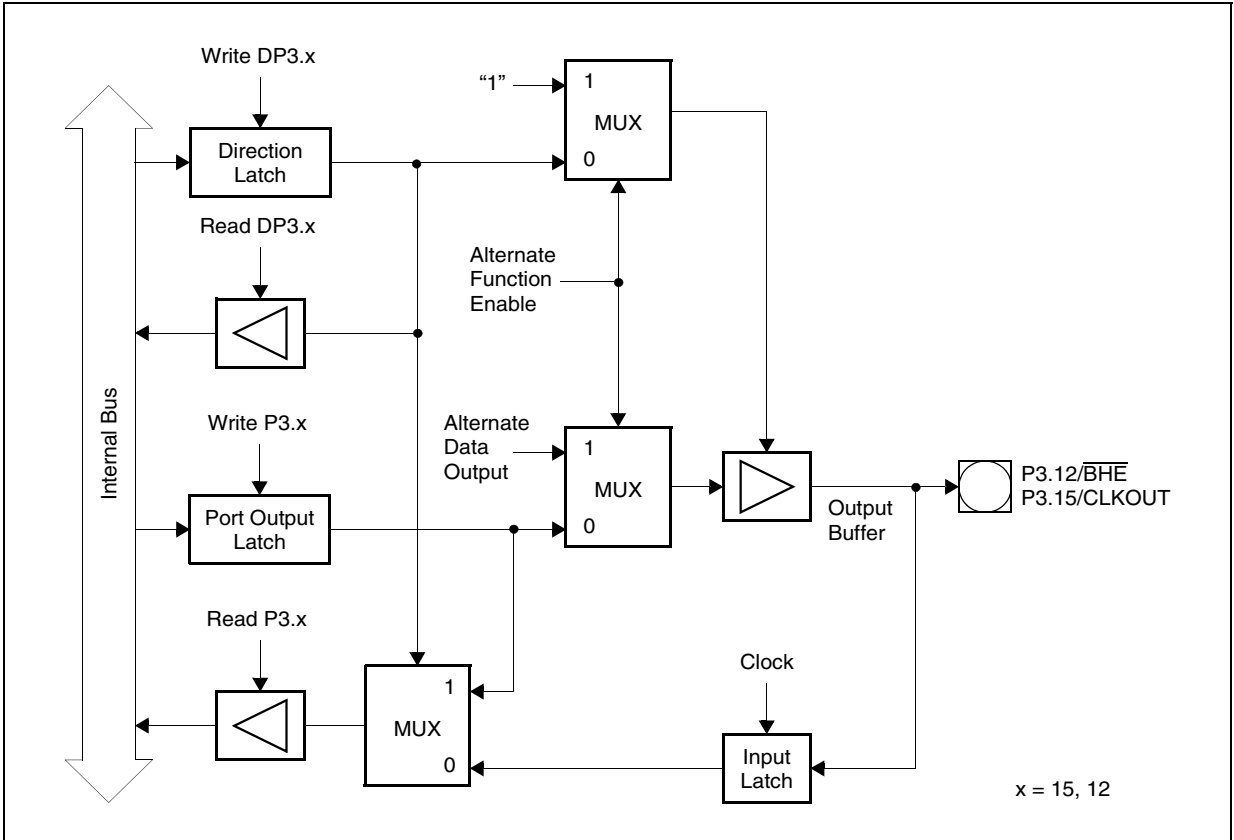 Write DP3.x
“1”
1
MUX
0
Direction
Latch
Read DP3.x
Alternate
Function
Enable
Internal Bus
Write P3.x
Alternate
Data
Output
1
MUX
0
Port Output
Latch
Output
Buffer
P3.12/B̅H̅E̅
P3.15/CLKOUT
Read P3.x
1
MUX
0
Clock
Input
Latch
x = 15, 12